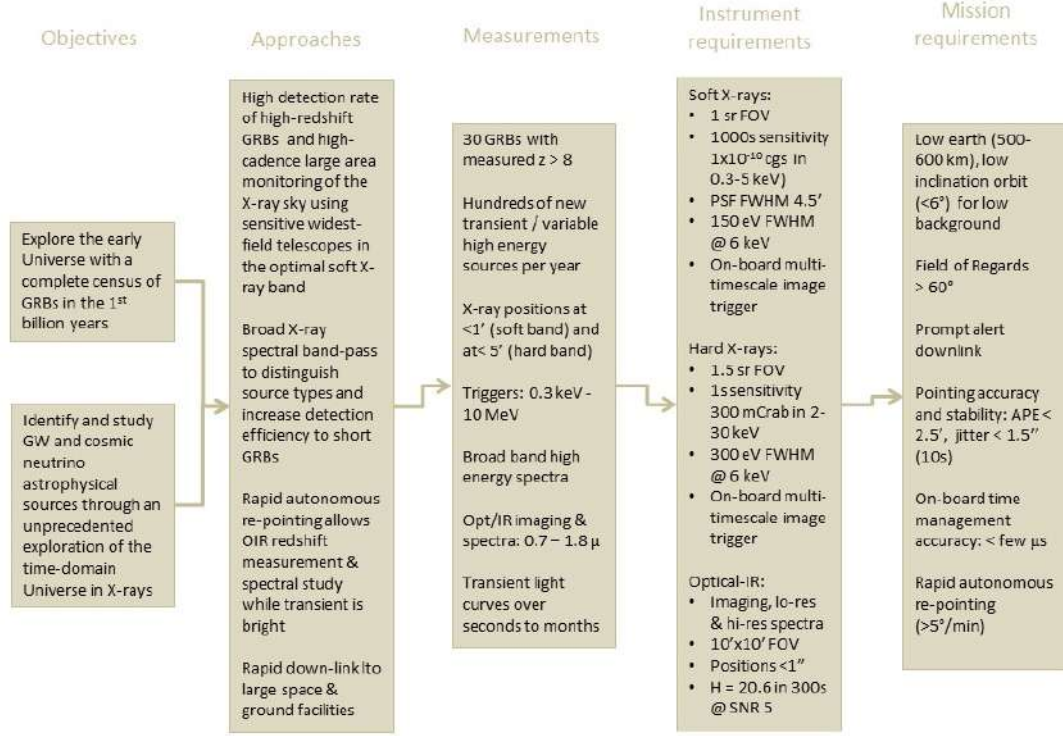 Objectives
Explore the early
Universe with a
complete census of
GRBs in the 1st
billion years
Identify and study
GW and cosmic
neutrino
astrophysical
sources through an
unprecedented
exploration of the
time-domain
Universe in X-rays
Approaches
High detection rate
of high-redshift
GRBs and high-
cadence large area
monitoring of the
X-ray sky using
sensitive widest-
field telescopes in
the optimal soft X-
ray band
Broad X-ray
spectral band-pass
to distinguish
source types and
increase detection
efficiency to short
GRBs
Rapid autonomous
re-pointing allows
OIR redshift
measurement &
spectral study
while transient is
bright
Rapid down-link lto
large space &
ground facilities
Measurements
30 GRBs with
measured z > 8
Hundreds of new
transient / variable
high energy
sources per year
X-ray positions at
<1′ (soft band) and
at< 5′ (hard band)
Triggers: 0.3 keV -
10 MeV
Broad band high
energy spectra
Opt/IR imaging &
spectra: 0.7 – 1.8 μ
Transient light
curves over
seconds to months
Instrument
requirements
Soft X-rays:
• 1 sr FOV
• 1000s sensitivity
1x10⁻¹⁰ cgs in
0.3-5 keV)
• PSF FWHM 4.5′
• 150 eV FWHM
@ 6 keV
• On-board multi-
timescale image
trigger
Hard X-rays:
• 1.5 sr FOV
• 1s sensitivity
300 mCrab in 2-
30 keV
• 300 eV FWHM
@ 6 keV
• On-board multi-
timescale image
trigger
Optical-IR:
• Imaging, lo-res
& hi-res spectra
• 10′x10′ FOV
• Positions <1″
• H = 20.6 in 300s
@ SNR 5
Mission
requirements
Low earth (500-
600 km), low
inclination orbit
(<6°) for low
background
Field of Regards
> 60°
Prompt alert
downlink
Pointing accuracy
and stability: APE <
2.5′, jitter < 1.5″
(10s)
On-board time
management
accuracy: < few μs
Rapid autonomous
re-pointing
(>5°/min)